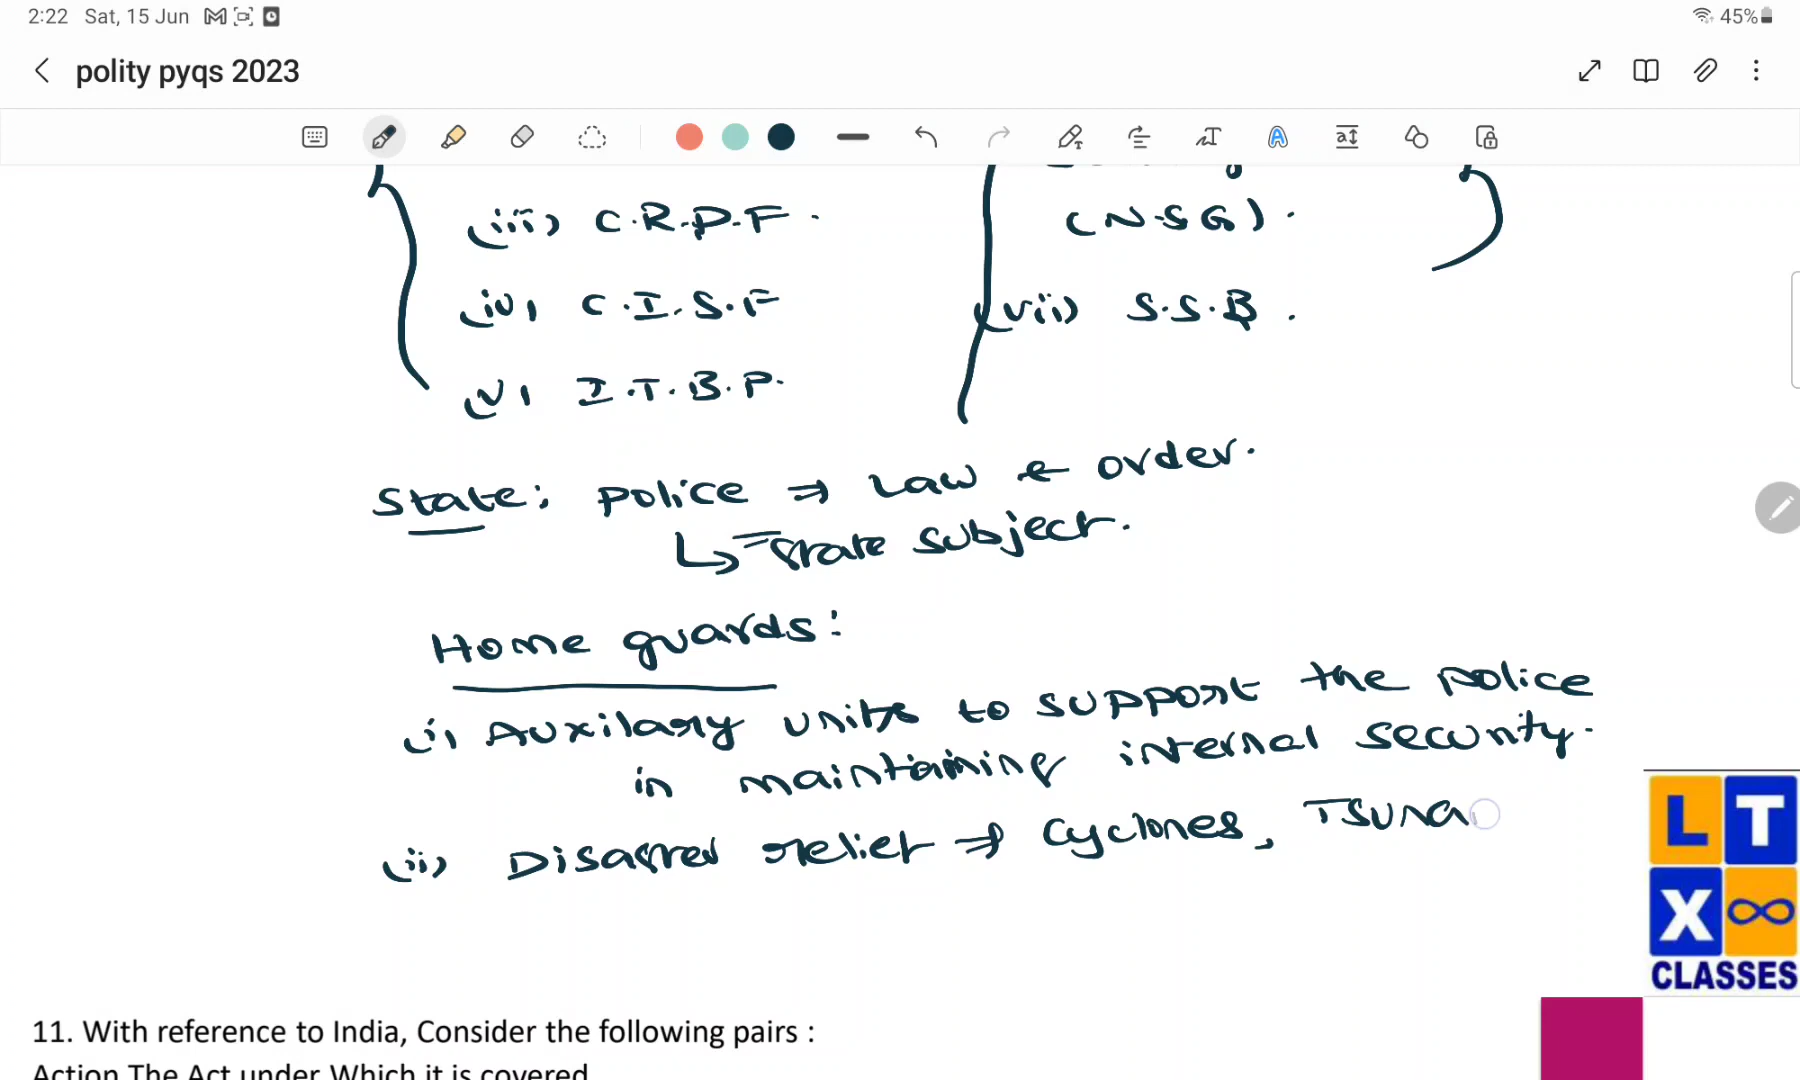 2:22 Sat, 15 Jun 45%
polity pyqs 2023
(iii) C.R.P.F.
(N.S.G).
(iv) C.I.S.F
(vii) S.S.B.
(v) I.T.B.P.
State: police ⇒ Law & order.
↳ State subject.
Home guards:
(i) Auxilary units to support the police
in maintaining internal security.
(ii) Disaster relief ⇒ Cyclones, Tsuna
LTX∞
CLASSES
11. With reference to India, Consider the following pairs :
Action The Act under Which it is covered